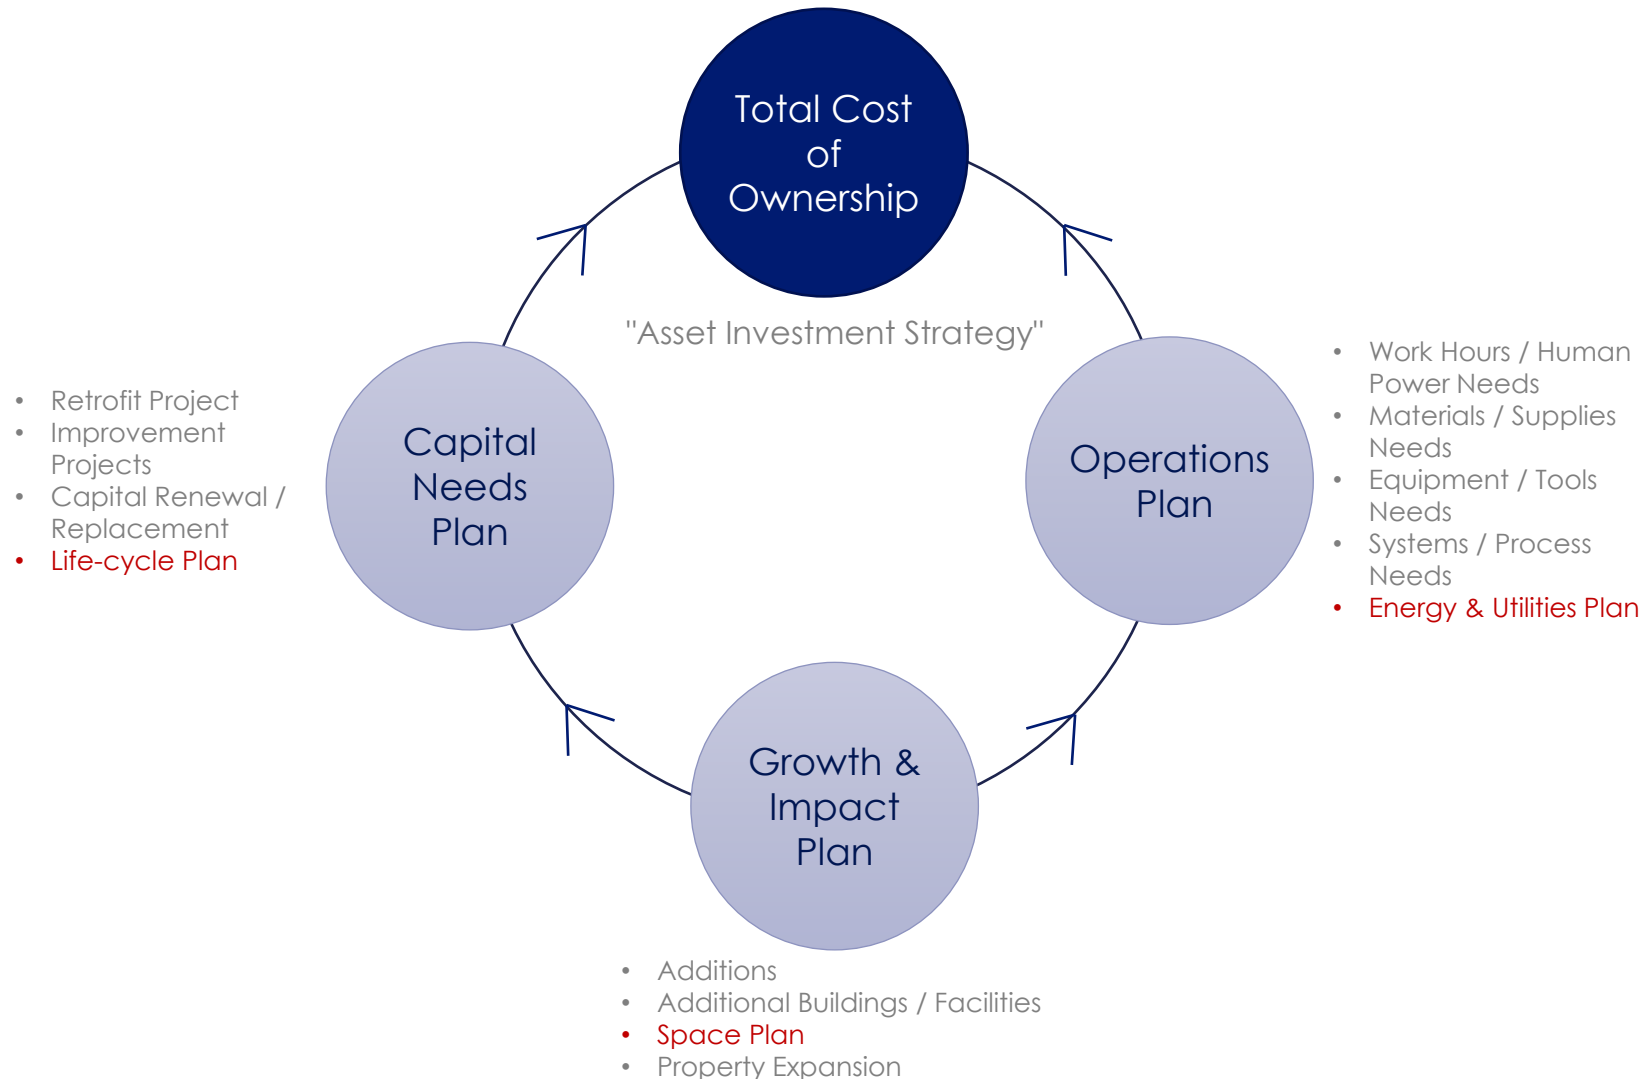 Total Cost
of
Ownership
"Asset Investment Strategy"
Capital
Needs
Plan
• Retrofit Project
• Improvement
Projects
• Capital Renewal /
Replacement
• Life-cycle Plan
Operations
Plan
• Work Hours / Human
Power Needs
• Materials / Supplies
Needs
• Equipment / Tools
Needs
• Systems / Process
Needs
• Energy & Utilities Plan
Growth &
Impact
Plan
• Additions
• Additional Buildings / Facilities
• Space Plan
• Property Expansion